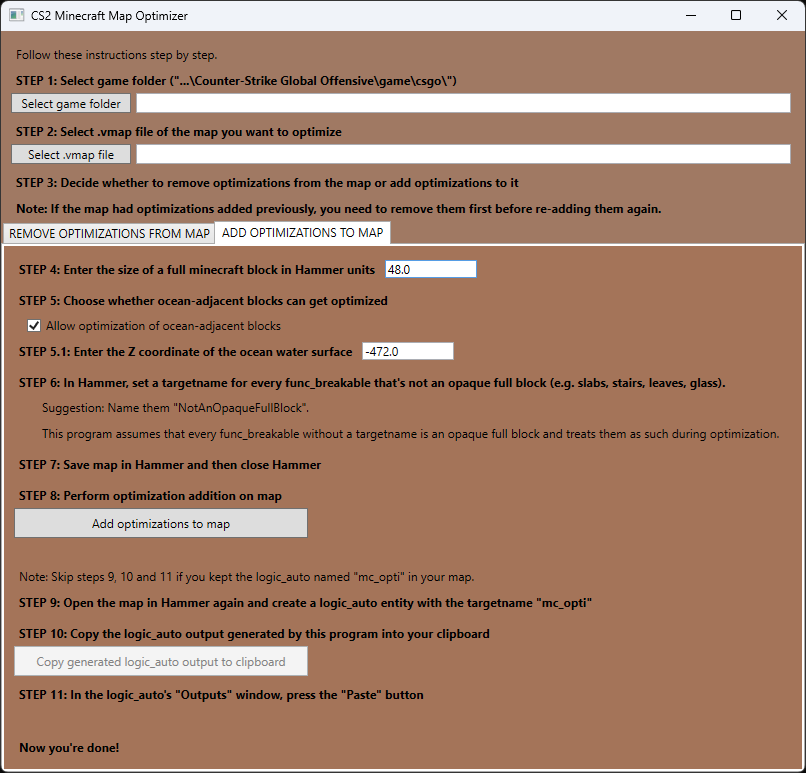 CS2 Minecraft Map Optimizer
Follow these instructions step by step.
STEP 1: Select game folder ("...\Counter-Strike Global Offensive\game\csgo\")
Select game folder
STEP 2: Select .vmap file of the map you want to optimize
Select .vmap file
STEP 3: Decide whether to remove optimizations from the map or add optimizations to it
Note: If the map had optimizations added previously, you need to remove them first before re-adding them again.
REMOVE OPTIMIZATIONS FROM MAP ADD OPTIMIZATIONS TO MAP
STEP 4: Enter the size of a full minecraft block in Hammer units 48.0
STEP 5: Choose whether ocean-adjacent blocks can get optimized
Allow optimization of ocean-adjacent blocks
STEP 5.1: Enter the Z coordinate of the ocean water surface -472.0
STEP 6: In Hammer, set a targetname for every func_breakable that's not an opaque full block (e.g. slabs, stairs, leaves, glass).
Suggestion: Name them "NotAnOpaqueFullBlock".
This program assumes that every func_breakable without a targetname is an opaque full block and treats them as such during optimization.
STEP 7: Save map in Hammer and then close Hammer
STEP 8: Perform optimization addition on map
Add optimizations to map
Note: Skip steps 9, 10 and 11 if you kept the logic_auto named "mc_opti" in your map.
STEP 9: Open the map in Hammer again and create a logic_auto entity with the targetname "mc_opti"
STEP 10: Copy the logic_auto output generated by this program into your clipboard
Copy generated logic_auto output to clipboard
STEP 11: In the logic_auto's "Outputs" window, press the "Paste" button
Now you're done!